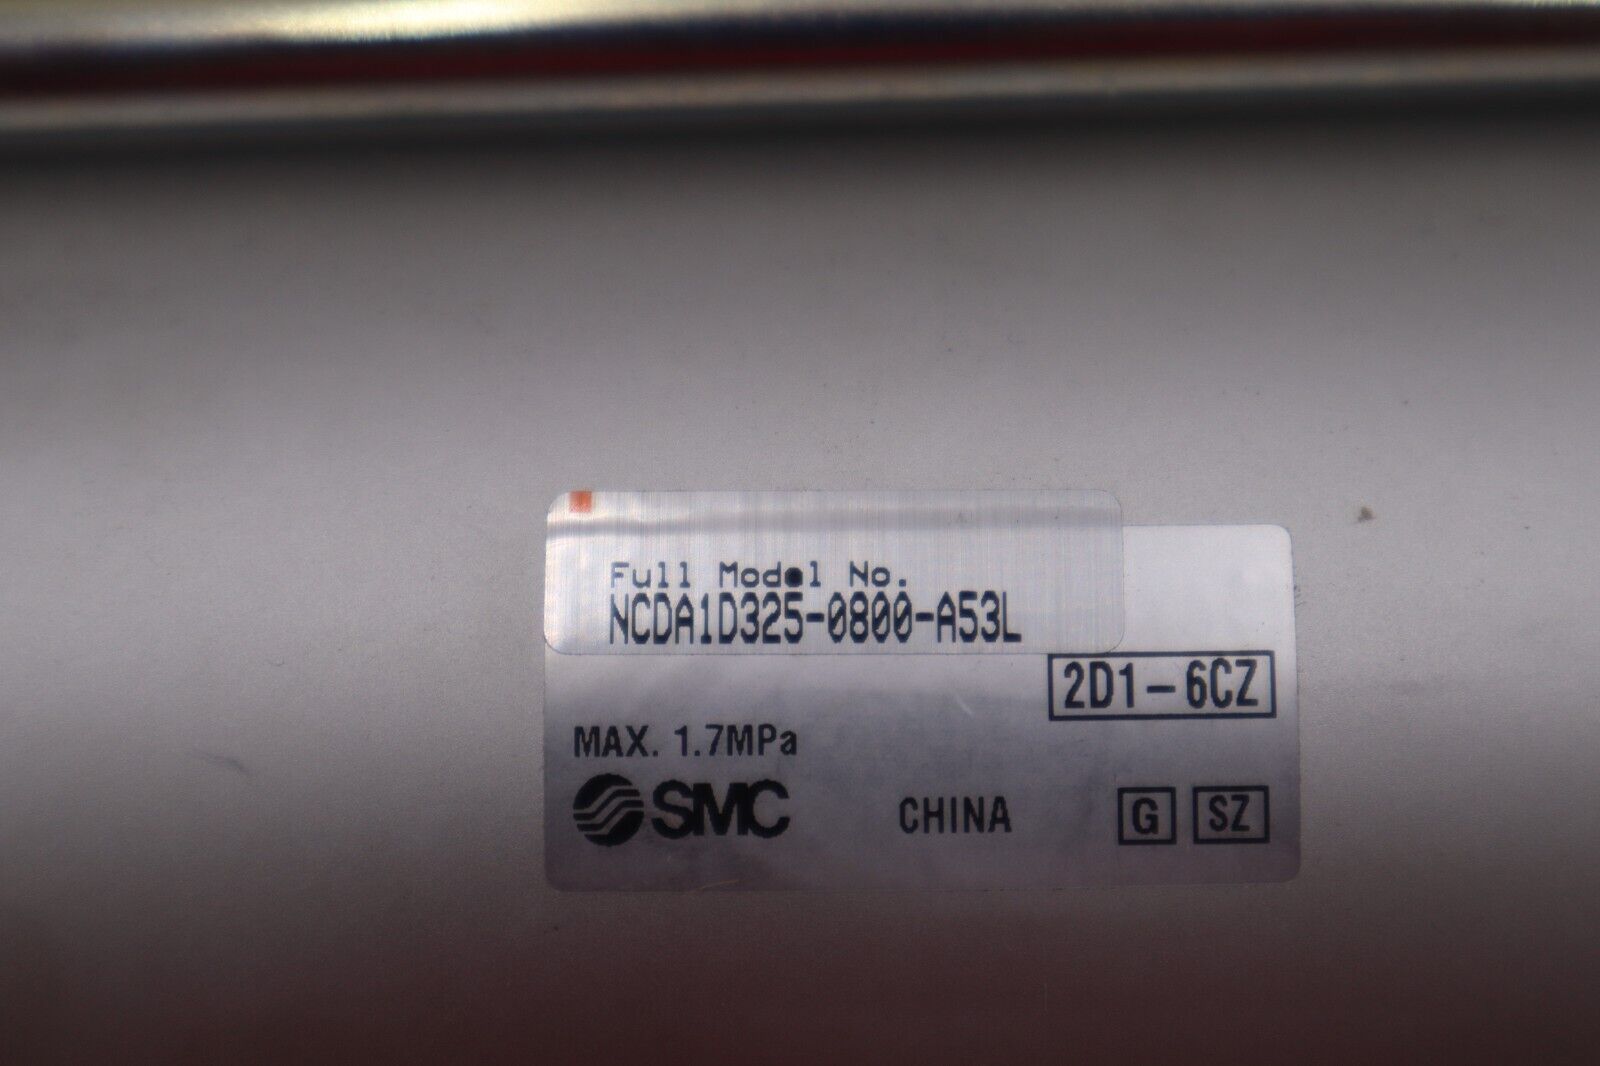 Full Model No.
NCDA1D325-0800-A53L
2D1-6CZ
MAX. 1.7MPa
SMC CHINA G SZ